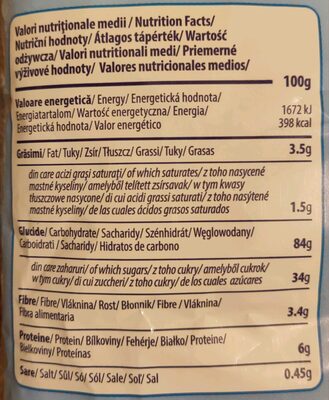 Valori nutriționale medii / Nutrition Facts/
Nutriční hodnoty/ Átlagos tápérték/ Wartość
odżywcza/ Valori nutritionali medi/ Priemerné
výživové hodnoty/ Valores nutricionales medios/
100g
Valoare energetică/ Energy/ Energetická hodnota/
Energiatartalom/ Wartość energetyczna/ Energia/
Energetická hodnota/ Valor energético
1672 kJ
398 kcal
Grăsimi/ Fat/ Tuky/ Zsír/ Tłuszcz/ Grassi/ Tuky/ Grasas
3.5g
din care acizi grași saturați/ of which saturates/ z toho nasycené
mastné kyseliny/ amelyből telített zsírsavak/ w tym kwasy
tłuszczowe nasycone/ di cui acidi grassi saturati/ z toho nasýtené
mastné kyseliny/ de las cuales ácidos grasos saturados
1.5g
Glucide/ Carbohydrate/ Sacharidy/ Szénhidrát/ Węglowodany/
Carboidrati / Sacharidy/ Hidratos de carbono
84g
din care zaharuri/ of which sugars/ z toho cukry/ amelyből cukrok/
w tym cukry/ di cui zuccheri/ z toho cukry/ de los cuales azúcares
34g
Fibre/ Fibre/ Vláknina/ Rost/ Błonnik/ Fibre / Vláknina/
Fibra alimentaria
3.4g
Proteine/ Protein/ Bílkoviny/ Fehérje/ Białko/ Proteine/
Bielkoviny/ Proteínas
6g
Sare/ Salt/ Sůl/ Só/ Sól/ Sale/ Soľ/ Sal
0.45g